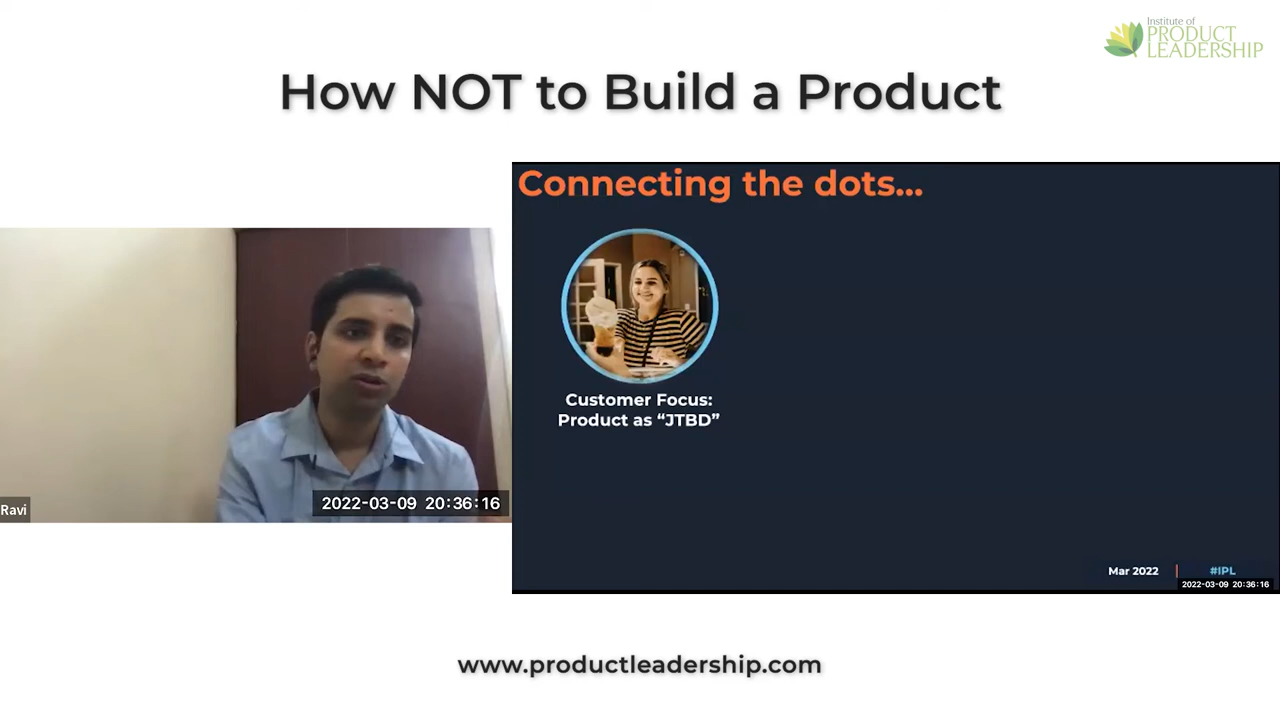 Institute of
PRODUCT
LEADERSHIP
How NOT to Build a Product
Connecting the dots...
Customer Focus:
Product as “JTBD”
Ravi
2022-03-09 20:36:16
Mar 2022 | #IPL
2022-03-09 20:36:16
www.productleadership.com